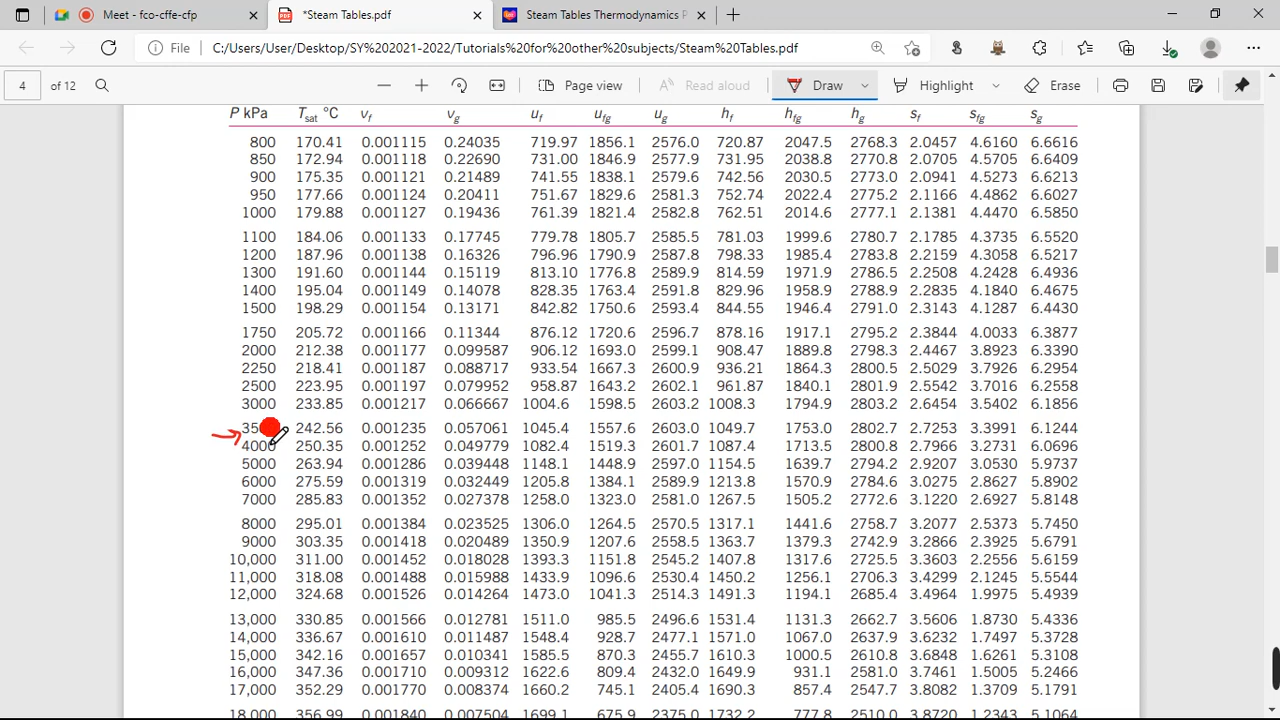 Meet - fco-cffe-cfp
*Steam Tables.pdf
Steam Tables Thermodynamics P
File C:/Users/User/Desktop/SY%202021-2022/Tutorials%20for%20other%20subjects/Steam%20Tables.pdf
4 of 12 Page view Read aloud Draw Highlight Erase
P kPa Tsat °C vf vg uf ufg ug hf hfg hg sf sfg sg
800 170.41 0.001115 0.24035 719.97 1856.1 2576.0 720.87 2047.5 2768.3 2.0457 4.6160 6.6616
850 172.94 0.001118 0.22690 731.00 1846.9 2577.9 731.95 2038.8 2770.8 2.0705 4.5705 6.6409
900 175.35 0.001121 0.21489 741.55 1838.1 2579.6 742.56 2030.5 2773.0 2.0941 4.5273 6.6213
950 177.66 0.001124 0.20411 751.67 1829.6 2581.3 752.74 2022.4 2775.2 2.1166 4.4862 6.6027
1000 179.88 0.001127 0.19436 761.39 1821.4 2582.8 762.51 2014.6 2777.1 2.1381 4.4470 6.5850
1100 184.06 0.001133 0.17745 779.78 1805.7 2585.5 781.03 1999.6 2780.7 2.1785 4.3735 6.5520
1200 187.96 0.001138 0.16326 796.96 1790.9 2587.8 798.33 1985.4 2783.8 2.2159 4.3058 6.5217
1300 191.60 0.001144 0.15119 813.10 1776.8 2589.9 814.59 1971.9 2786.5 2.2508 4.2428 6.4936
1400 195.04 0.001149 0.14078 828.35 1763.4 2591.8 829.96 1958.9 2788.9 2.2835 4.1840 6.4675
1500 198.29 0.001154 0.13171 842.82 1750.6 2593.4 844.55 1946.4 2791.0 2.3143 4.1287 6.4430
1750 205.72 0.001166 0.11344 876.12 1720.6 2596.7 878.16 1917.1 2795.2 2.3844 4.0033 6.3877
2000 212.38 0.001177 0.099587 906.12 1693.0 2599.1 908.47 1889.8 2798.3 2.4467 3.8923 6.3390
2250 218.41 0.001187 0.088717 933.54 1667.3 2600.9 936.21 1864.3 2800.5 2.5029 3.7926 6.2954
2500 223.95 0.001197 0.079952 958.87 1643.2 2602.1 961.87 1840.1 2801.9 2.5542 3.7016 6.2558
3000 233.85 0.001217 0.066667 1004.6 1598.5 2603.2 1008.3 1794.9 2803.2 2.6454 3.5402 6.1856
242.56 0.001235 0.057061 1045.4 1557.6 2603.0 1049.7 1753.0 2802.7 2.7253 3.3991 6.1244
4000 250.35 0.001252 0.049779 1082.4 1519.3 2601.7 1087.4 1713.5 2800.8 2.7966 3.2731 6.0696
5000 263.94 0.001286 0.039448 1148.1 1448.9 2597.0 1154.5 1639.7 2794.2 2.9207 3.0530 5.9737
6000 275.59 0.001319 0.032449 1205.8 1384.1 2589.9 1213.8 1570.9 2784.6 3.0275 2.8627 5.8902
7000 285.83 0.001352 0.027378 1258.0 1323.0 2581.0 1267.5 1505.2 2772.6 3.1220 2.6927 5.8148
8000 295.01 0.001384 0.023525 1306.0 1264.5 2570.5 1317.1 1441.6 2758.7 3.2077 2.5373 5.7450
9000 303.35 0.001418 0.020489 1350.9 1207.6 2558.5 1363.7 1379.3 2742.9 3.2866 2.3925 5.6791
10,000 311.00 0.001452 0.018028 1393.3 1151.8 2545.2 1407.8 1317.6 2725.5 3.3603 2.2556 5.6159
11,000 318.08 0.001488 0.015988 1433.9 1096.6 2530.4 1450.2 1256.1 2706.3 3.4299 2.1245 5.5544
12,000 324.68 0.001526 0.014264 1473.0 1041.3 2514.3 1491.3 1194.1 2685.4 3.4964 1.9975 5.4939
13,000 330.85 0.001566 0.012781 1511.0 985.5 2496.6 1531.4 1131.3 2662.7 3.5606 1.8730 5.4336
14,000 336.67 0.001610 0.011487 1548.4 928.7 2477.1 1571.0 1067.0 2637.9 3.6232 1.7497 5.3728
15,000 342.16 0.001657 0.010341 1585.5 870.3 2455.7 1610.3 1000.5 2610.8 3.6848 1.6261 5.3108
16,000 347.36 0.001710 0.009312 1622.6 809.4 2432.0 1649.9 931.1 2581.0 3.7461 1.5005 5.2466
17,000 352.29 0.001770 0.008374 1660.2 745.1 2405.4 1690.3 857.4 2547.7 3.8082 1.3709 5.1791
18,000 356.99 0.001840 0.007504 1699.1 675.9 2375.0 1732.2 777.8 2510.0 3.8720 1.2343 5.1064